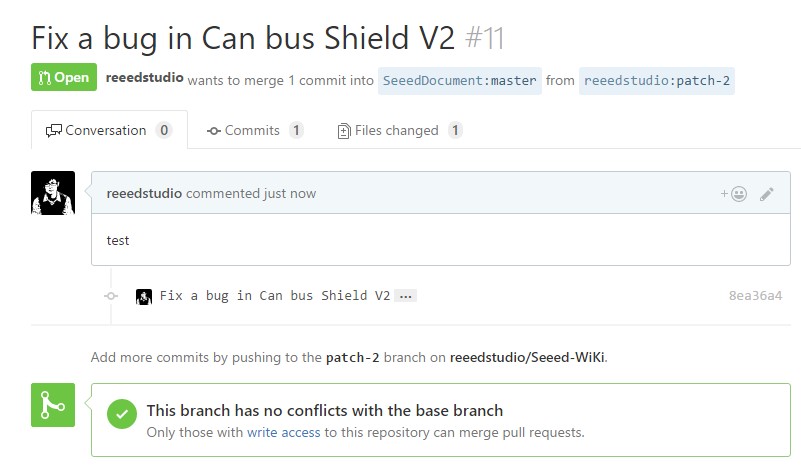 Fix a bug in Can bus Shield V2 #11
Open reeedstudio wants to merge 1 commit into SeeedDocument:master from reeedstudio:patch-2
Conversation 0 Commits 1 Files changed 1
reeedstudio commented just now
test
Fix a bug in Can bus Shield V2 … 8ea36a4
Add more commits by pushing to the patch-2 branch on reeedstudio/Seeed-WiKi.
This branch has no conflicts with the base branch
Only those with write access to this repository can merge pull requests.